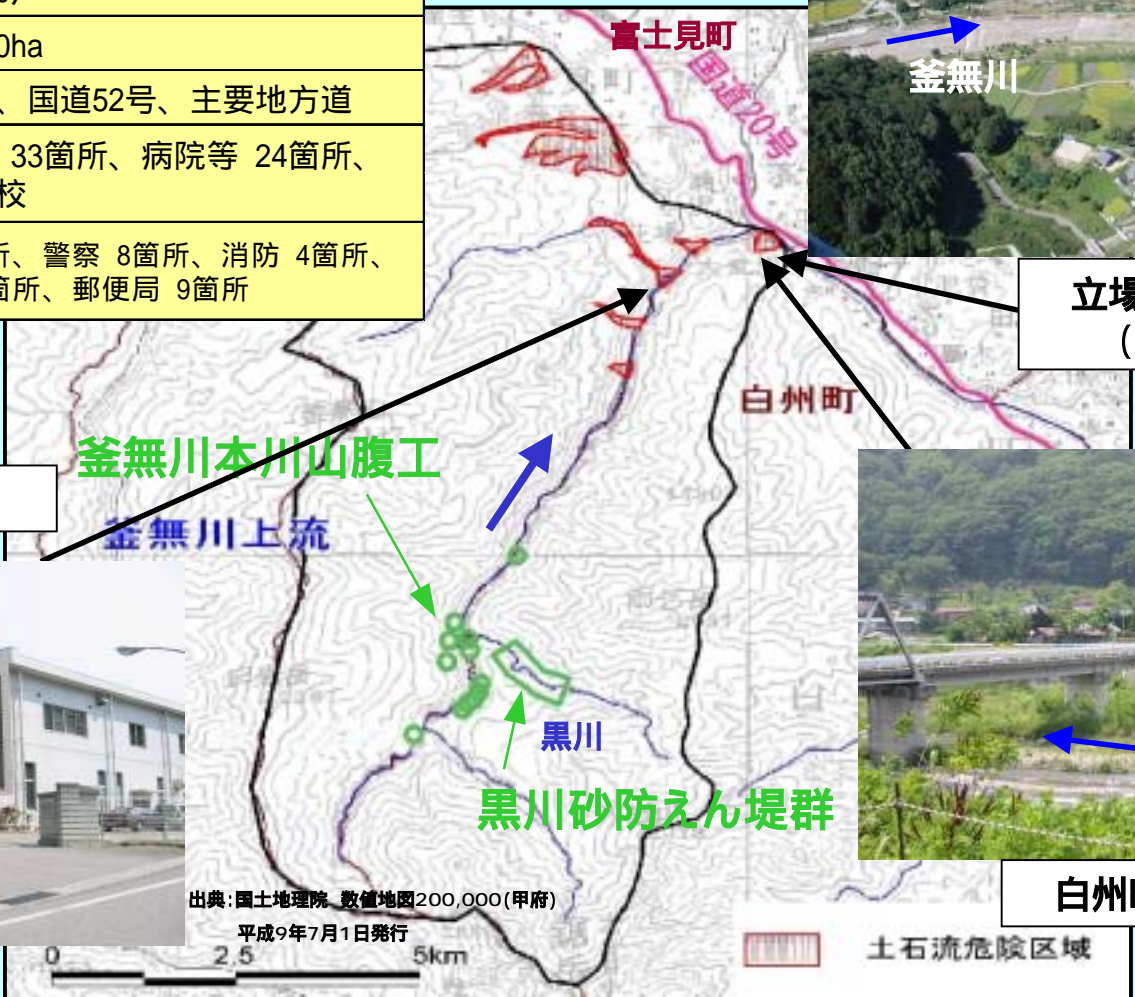 0ha
、国道52号、主要地方道
33箇所、病院等 24箇所、
校
所、警察 8箇所、消防 4箇所、
箇所、郵便局 9箇所
富士見町
国道20号
釜無川
立場
(
白州町
釜無川本川山腹工
釜無川上流
黒川
黒川砂防えん堤群
出典:国土地理院 数値地図200,000(甲府)
平成9年7月1日発行
0 2.5 5km
土石流危険区域
白州